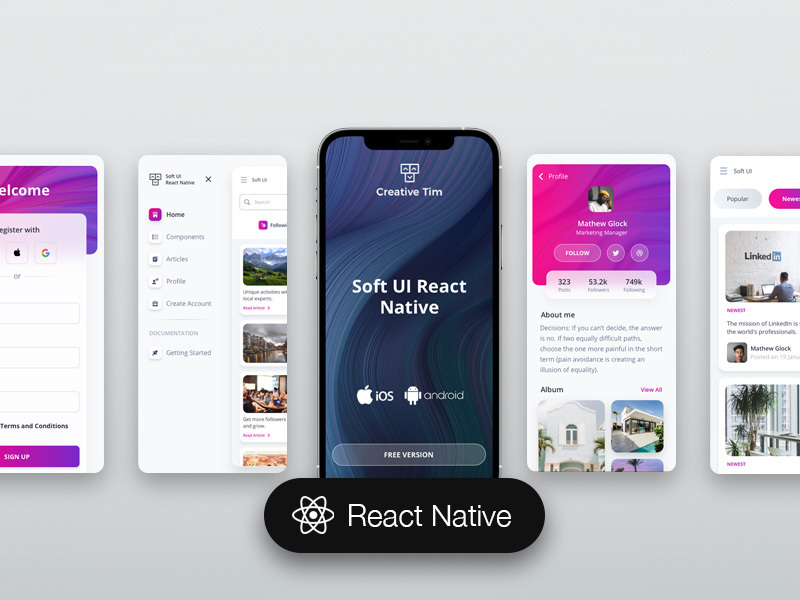 elcome
egister with
or
Terms and Conditions
SIGN UP
Soft UI
React Native
Home
Components
Articles
Profile
Create Account
DOCUMENTATION
Getting Started
Soft UI
Search
Unique activities
local experts.
Read Article
Get more followers
and grow.
Read Article
Creative Tim
Soft UI React
Native
iOS
android
FREE VERSION
Profile
Mathew Glock
Marketing Manager
FOLLOW
323
53.2k
749k
Posts
Followers
Following
About me
Decisions: If you can't decide, the answer
is no. If two equally difficult paths,
choose the one more painful in the short
term (pain avoidance is creating an
illusion of equality).
Album
View All
Soft UI
Popular
Newes
Linked in
NEWEST
The mission of LinkedIn is
the world's professionals.
Mathew Glock
Posted on 19 Janu
NEWEST
React Native